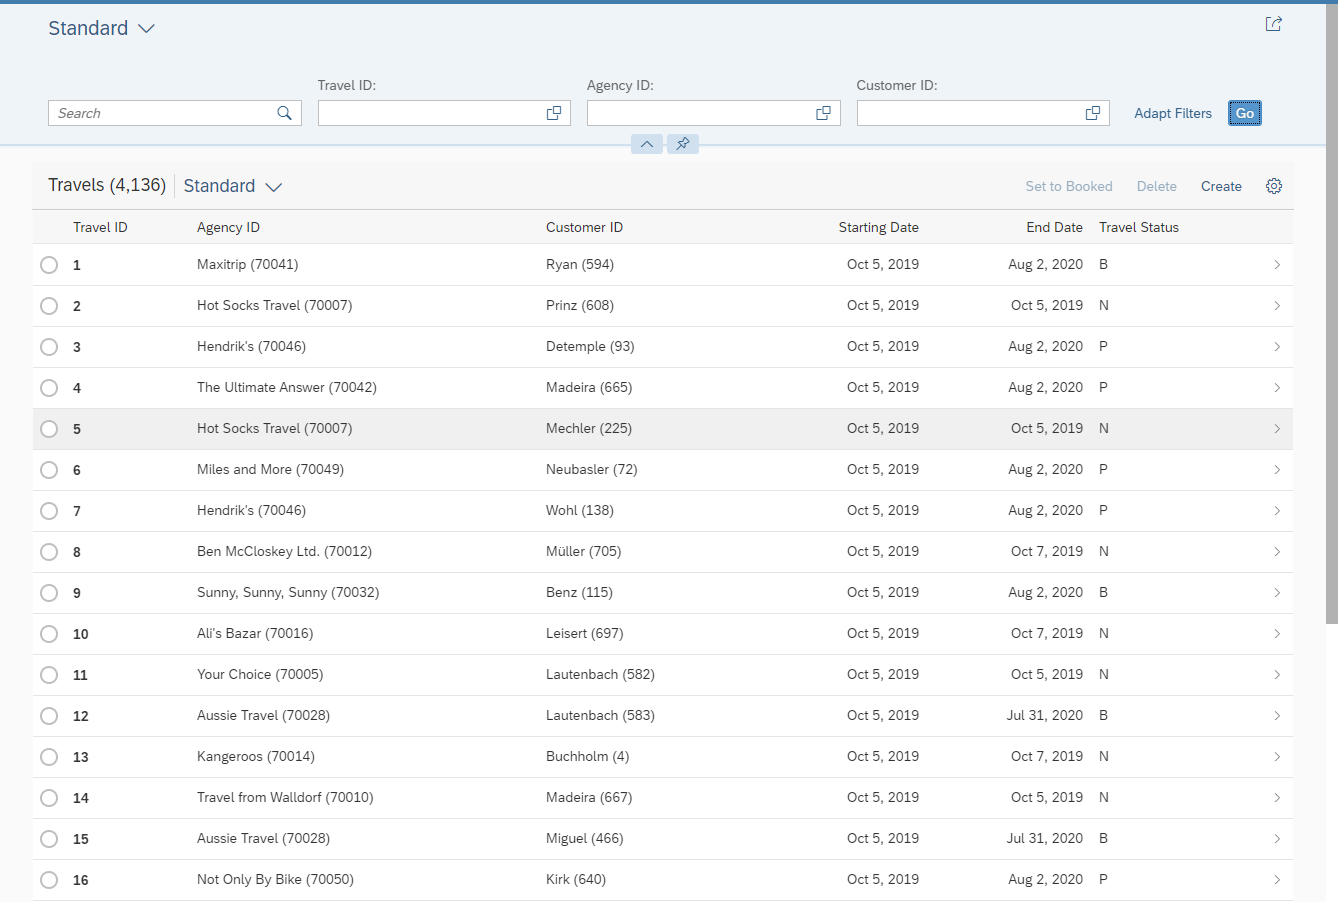 Standard
Travel ID: Agency ID: Customer ID:
Search Adapt Filters Go
Travels (4,136) Standard Set to Booked Delete Create
Travel ID Agency ID Customer ID Starting Date End Date Travel Status
1 Maxitrip (70041) Ryan (594) Oct 5, 2019 Aug 2, 2020 B
2 Hot Socks Travel (70007) Prinz (608) Oct 5, 2019 Oct 5, 2019 N
3 Hendrik's (70046) Detemple (93) Oct 5, 2019 Aug 2, 2020 P
4 The Ultimate Answer (70042) Madeira (665) Oct 5, 2019 Aug 2, 2020 P
5 Hot Socks Travel (70007) Mechler (225) Oct 5, 2019 Oct 5, 2019 N
6 Miles and More (70049) Neubasler (72) Oct 5, 2019 Aug 2, 2020 P
7 Hendrik's (70046) Wohl (138) Oct 5, 2019 Aug 2, 2020 P
8 Ben McCloskey Ltd. (70012) Müller (705) Oct 5, 2019 Oct 7, 2019 N
9 Sunny, Sunny, Sunny (70032) Benz (115) Oct 5, 2019 Aug 2, 2020 B
10 Ali's Bazar (70016) Leisert (697) Oct 5, 2019 Oct 7, 2019 N
11 Your Choice (70005) Lautenbach (582) Oct 5, 2019 Oct 5, 2019 N
12 Aussie Travel (70028) Lautenbach (583) Oct 5, 2019 Jul 31, 2020 B
13 Kangeroos (70014) Buchholm (4) Oct 5, 2019 Oct 7, 2019 N
14 Travel from Walldorf (70010) Madeira (667) Oct 5, 2019 Oct 5, 2019 N
15 Aussie Travel (70028) Miguel (466) Oct 5, 2019 Jul 31, 2020 B
16 Not Only By Bike (70050) Kirk (640) Oct 5, 2019 Aug 2, 2020 P